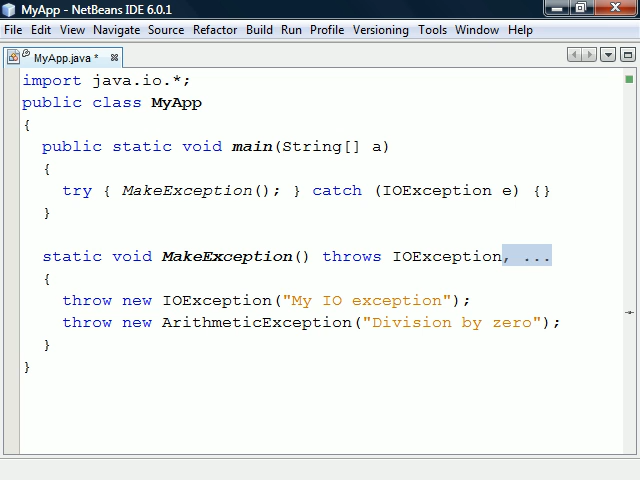 MyApp - NetBeans IDE 6.0.1
File Edit View Navigate Source Refactor Build Run Profile Versioning Tools Window Help
MyApp.java *
import java.io.*;
public class MyApp
{
  public static void main(String[] a)
  {
    try { MakeException(); } catch (IOException e) {}
  }
  static void MakeException() throws IOException, ...
  {
    throw new IOException("My IO exception");
    throw new ArithmeticException("Division by zero");
  }
}